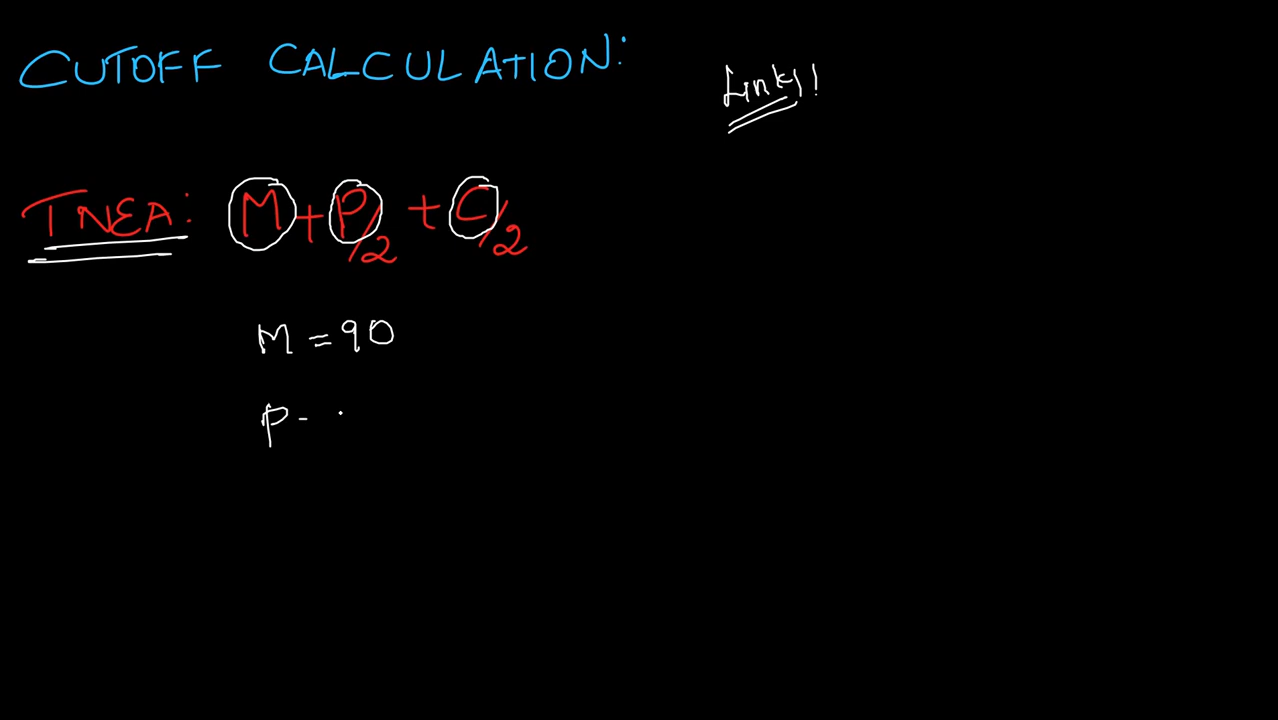 CUTOFF CALCULATION:
Links!
TNEA: M + P/2 + C/2
M = 90
P-